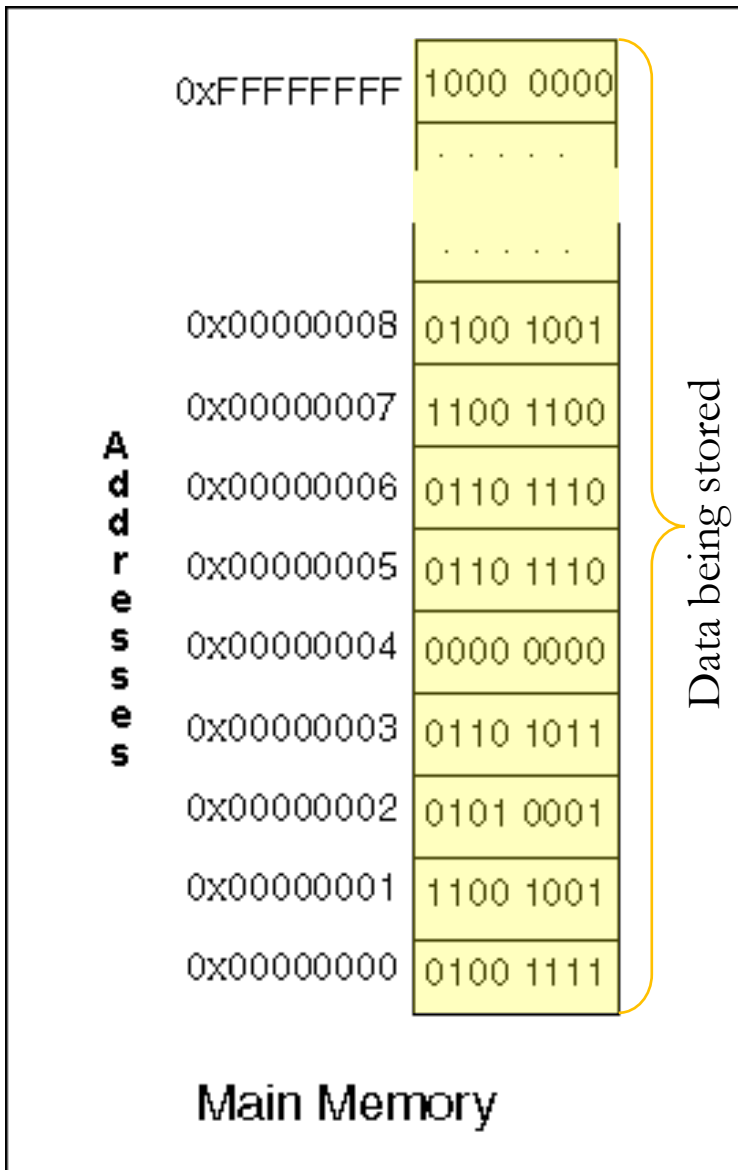 0xFFFFFFFF 1000 0000
. . . . .
. . . . .
0x00000008 0100 1001
0x00000007 1100 1100
0x00000006 0110 1110
0x00000005 0110 1110
0x00000004 0000 0000
0x00000003 0110 1011
0x00000002 0101 0001
0x00000001 1100 1001
0x00000000 0100 1111
Addresses
Data being stored
Main Memory